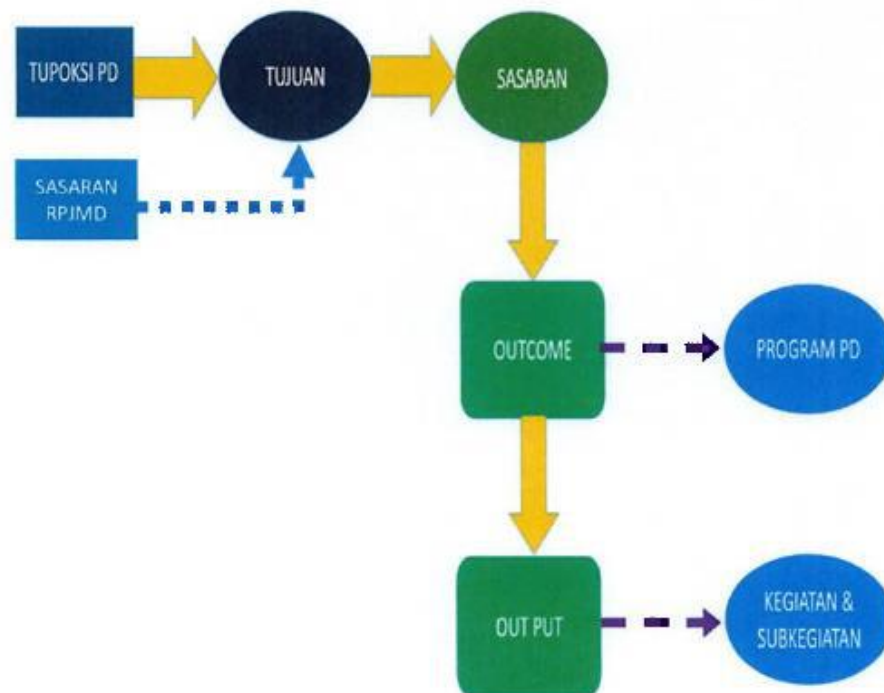 TUPOKSI PD
TUJUAN
SASARAN
SASARAN
RPJMD
OUTCOME
PROGRAM PD
OUT PUT
KEGIATAN &
SUBKEGIATAN